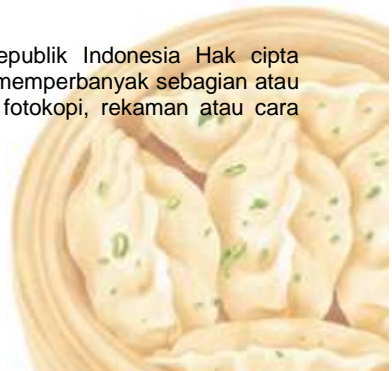 epublik Indonesia Hak cipta
memperbanyak sebagian atau
fotokopi, rekaman atau cara